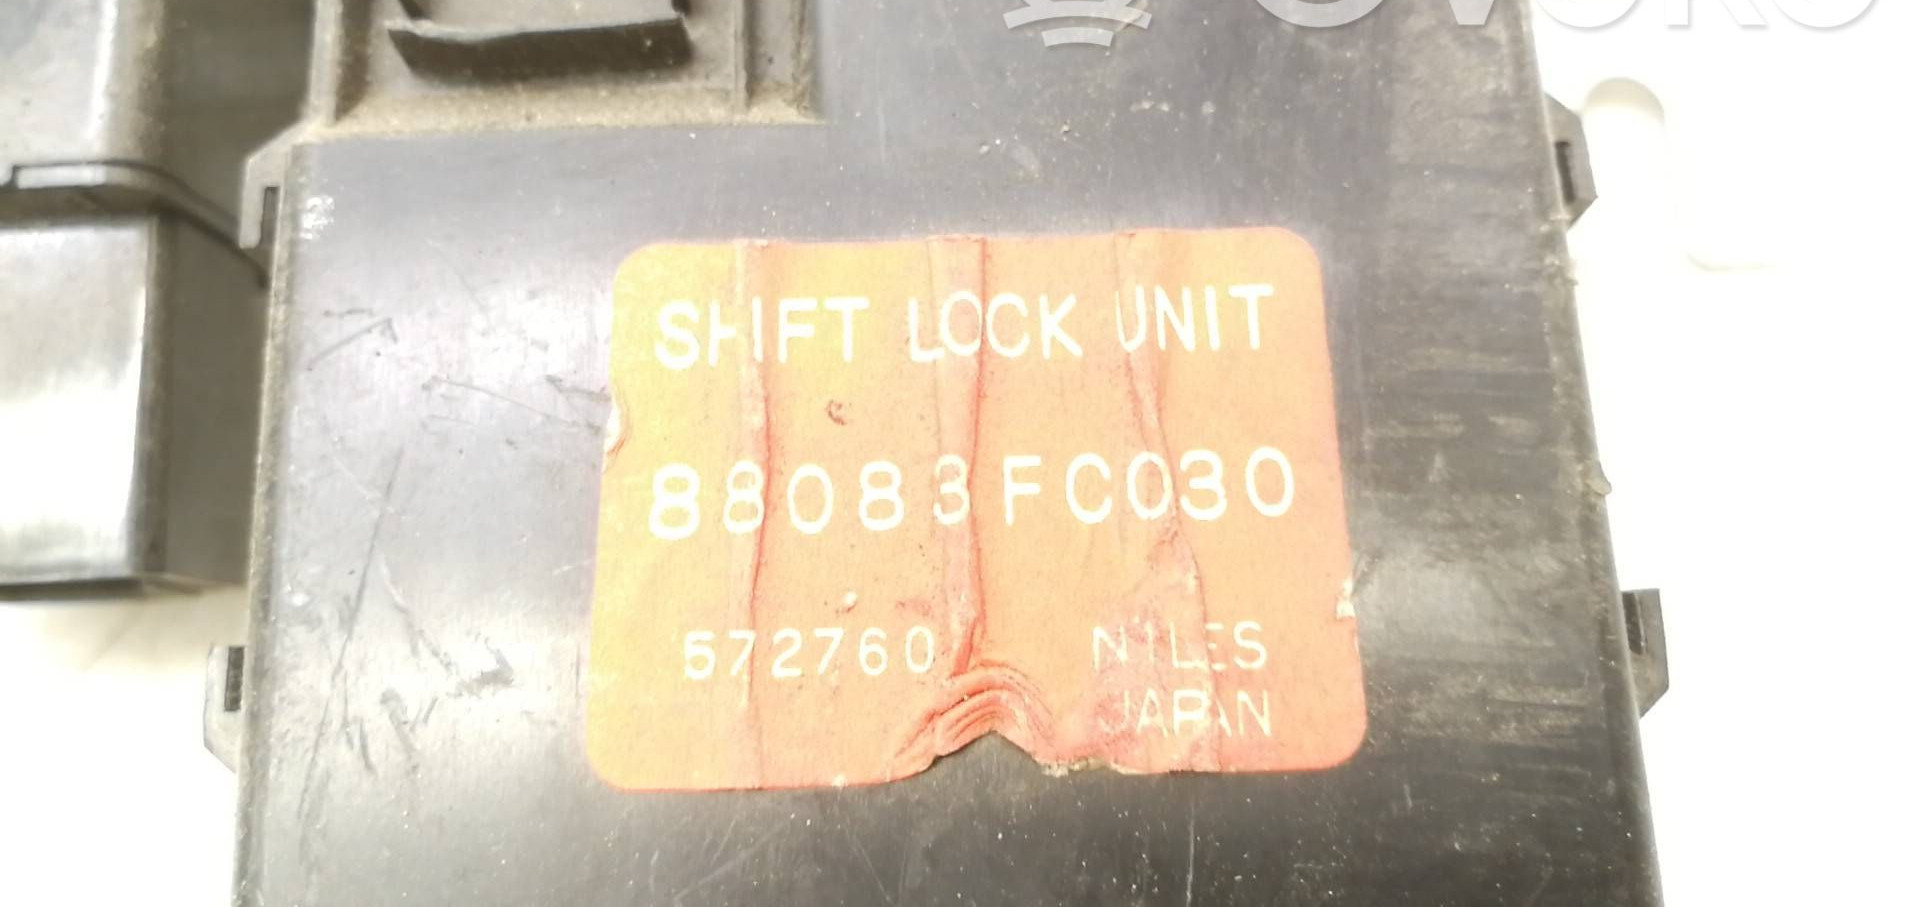 SHIFT LOCK UNIT
88083FC030
572760 NILES
JAPAN